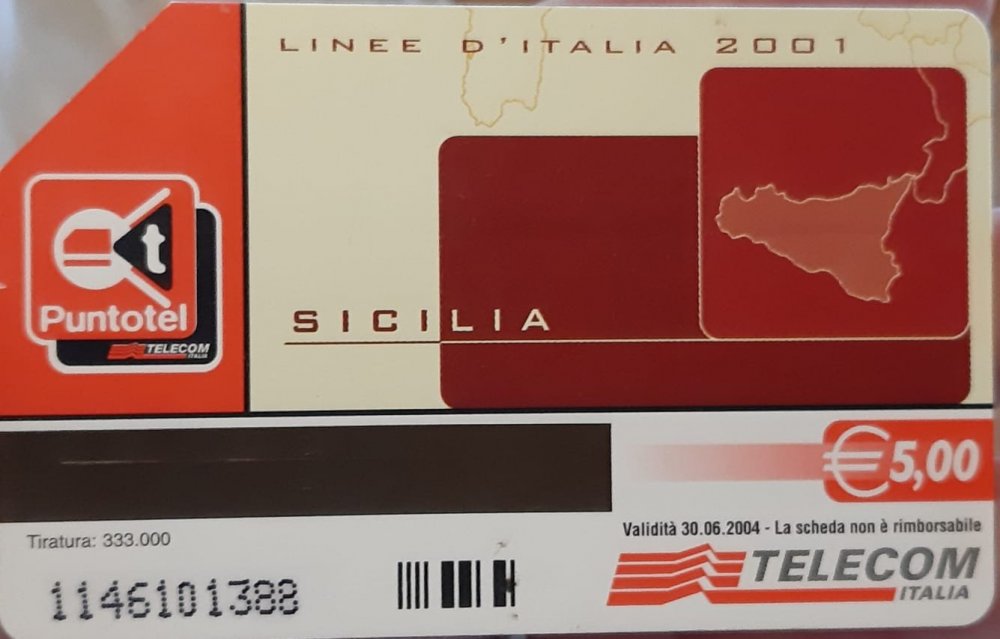 LINEE D'ITALIA 2001
SICILIA
t
Puntotel
TELECOM
ITALIA
€5,00
Validità 30.06.2004 - La scheda non è rimborsabile
Tiratura: 333.000
1146101388
TELECOM
ITALIA